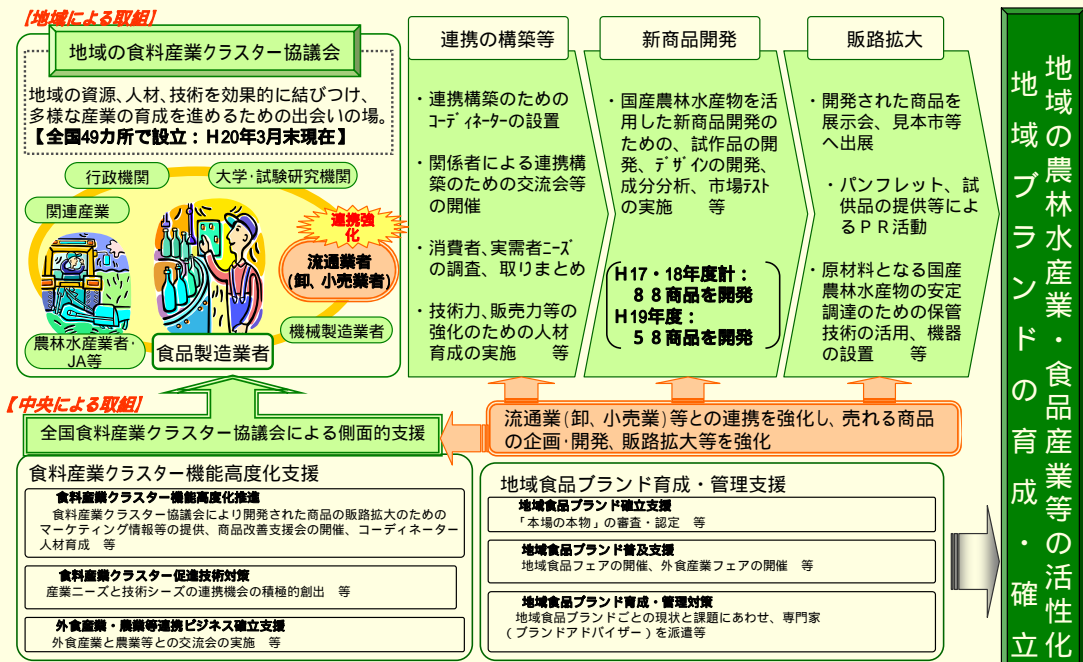 【地域による取組】
地域の食料産業クラスター協議会
地域の資源、人材、技術を効果的に結びつけ、
多様な産業の育成を進めるための出会いの場。
【全国49カ所で設立：Ｈ20年3月末現在】
行政機関
大学・試験研究機関
関連産業
連携強
化
流通業者
(卸、小売業者)
機械製造業者
農林水産業者・
JA等
食品製造業者
連携の構築等
・連携構築のための
ｺｰﾃﾞｨﾈｰﾀｰの設置
・関係者による連携構
築のための交流会等
の開催
・消費者、実需者ﾆｰｽﾞ
の調査、取りまとめ
・技術力、販売力等の
強化のための人材
育成の実施　等
新商品開発
・国産農林水産物を活
用した新商品開発の
ための、試作品の開
発、ﾃﾞｻﾞｲﾝの開発、
成分分析、市場ﾃｽﾄ
の実施　等
Ｈ17・18年度計：
８８商品を開発
Ｈ19年度：
５８商品を開発
販路拡大
・開発された商品を
展示会、見本市等
へ出展
・パンフレット、試
供品の提供等によ
るＰＲ活動
・原材料となる国産
農林水産物の安定
調達のための保管
技術の活用、機器
の設置　等
流通業(卸、小売業)等との連携を強化し、売れる商品
の企画・開発、販路拡大等を強化
【中央による取組】
全国食料産業クラスター協議会による側面的支援
食料産業クラスター機能高度化支援
食料産業クラスター機能高度化推進
食料産業クラスター協議会により開発された商品の販路拡大のための
マーケティング情報等の提供、商品改善支援会の開催、コーディネーター
人材育成　等
食料産業クラスター促進技術対策
産業ニーズと技術シーズの連携機会の積極的創出　等
外食産業・農業等連携ビジネス確立支援
外食産業と農業等との交流会の実施　等
地域食品ブランド育成・管理支援
地域食品ブランド確立支援
「本場の本物」の審査・認定　等
地域食品ブランド普及支援
地域食品フェアの開催、外食産業フェアの開催　等
地域食品ブランド育成・管理対策
地域食品ブランドごとの現状と課題にあわせ、専門家
（ブランドアドバイザー）を派遣等
地域の農林水産業・食品産業等の活性化
地域ブランドの育成・確立